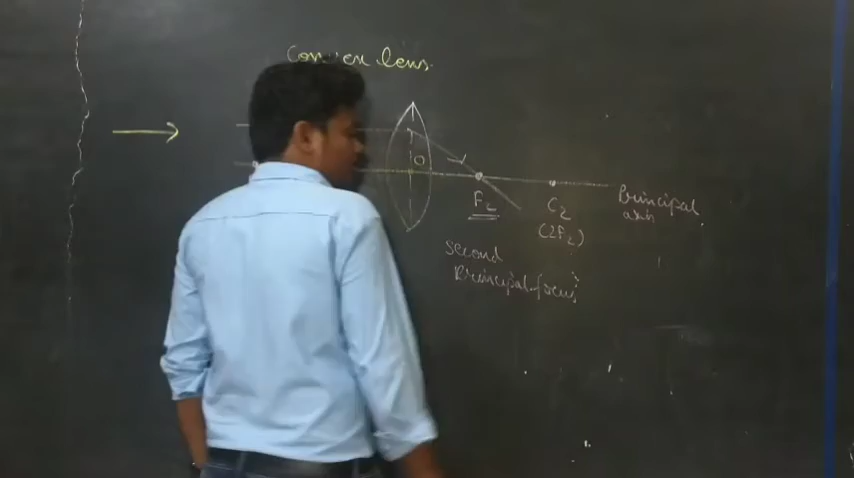 Convex lens.
O
F₂
C₂
(2F₂)
Principal
axis
Second
Principal focus